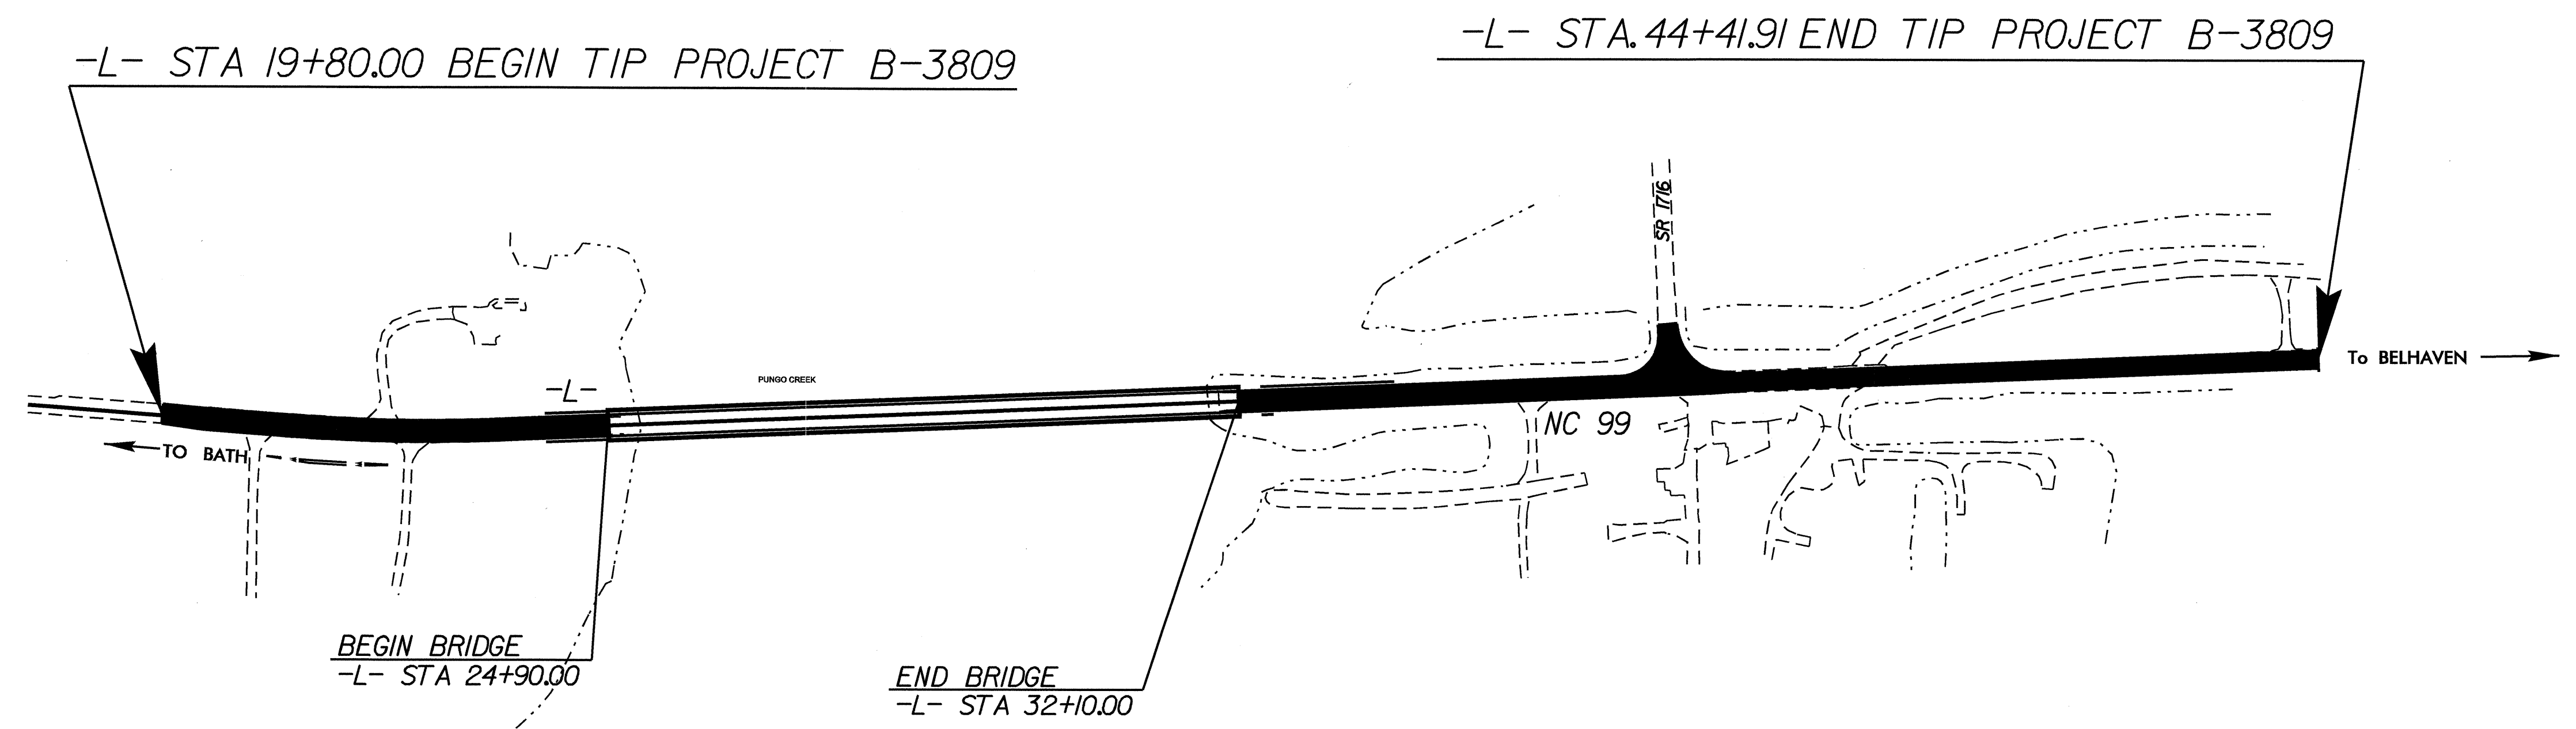 -L- STA 19+80.00 BEGIN TIP PROJECT B-3809
-L- STA. 44+41.91 END TIP PROJECT B-3809
SR 1716
To BELHAVEN
-L-
PUNGO CREEK
NC 99
TO BATH
BEGIN BRIDGE
-L- STA 24+90.00
END BRIDGE
-L- STA 32+10.00